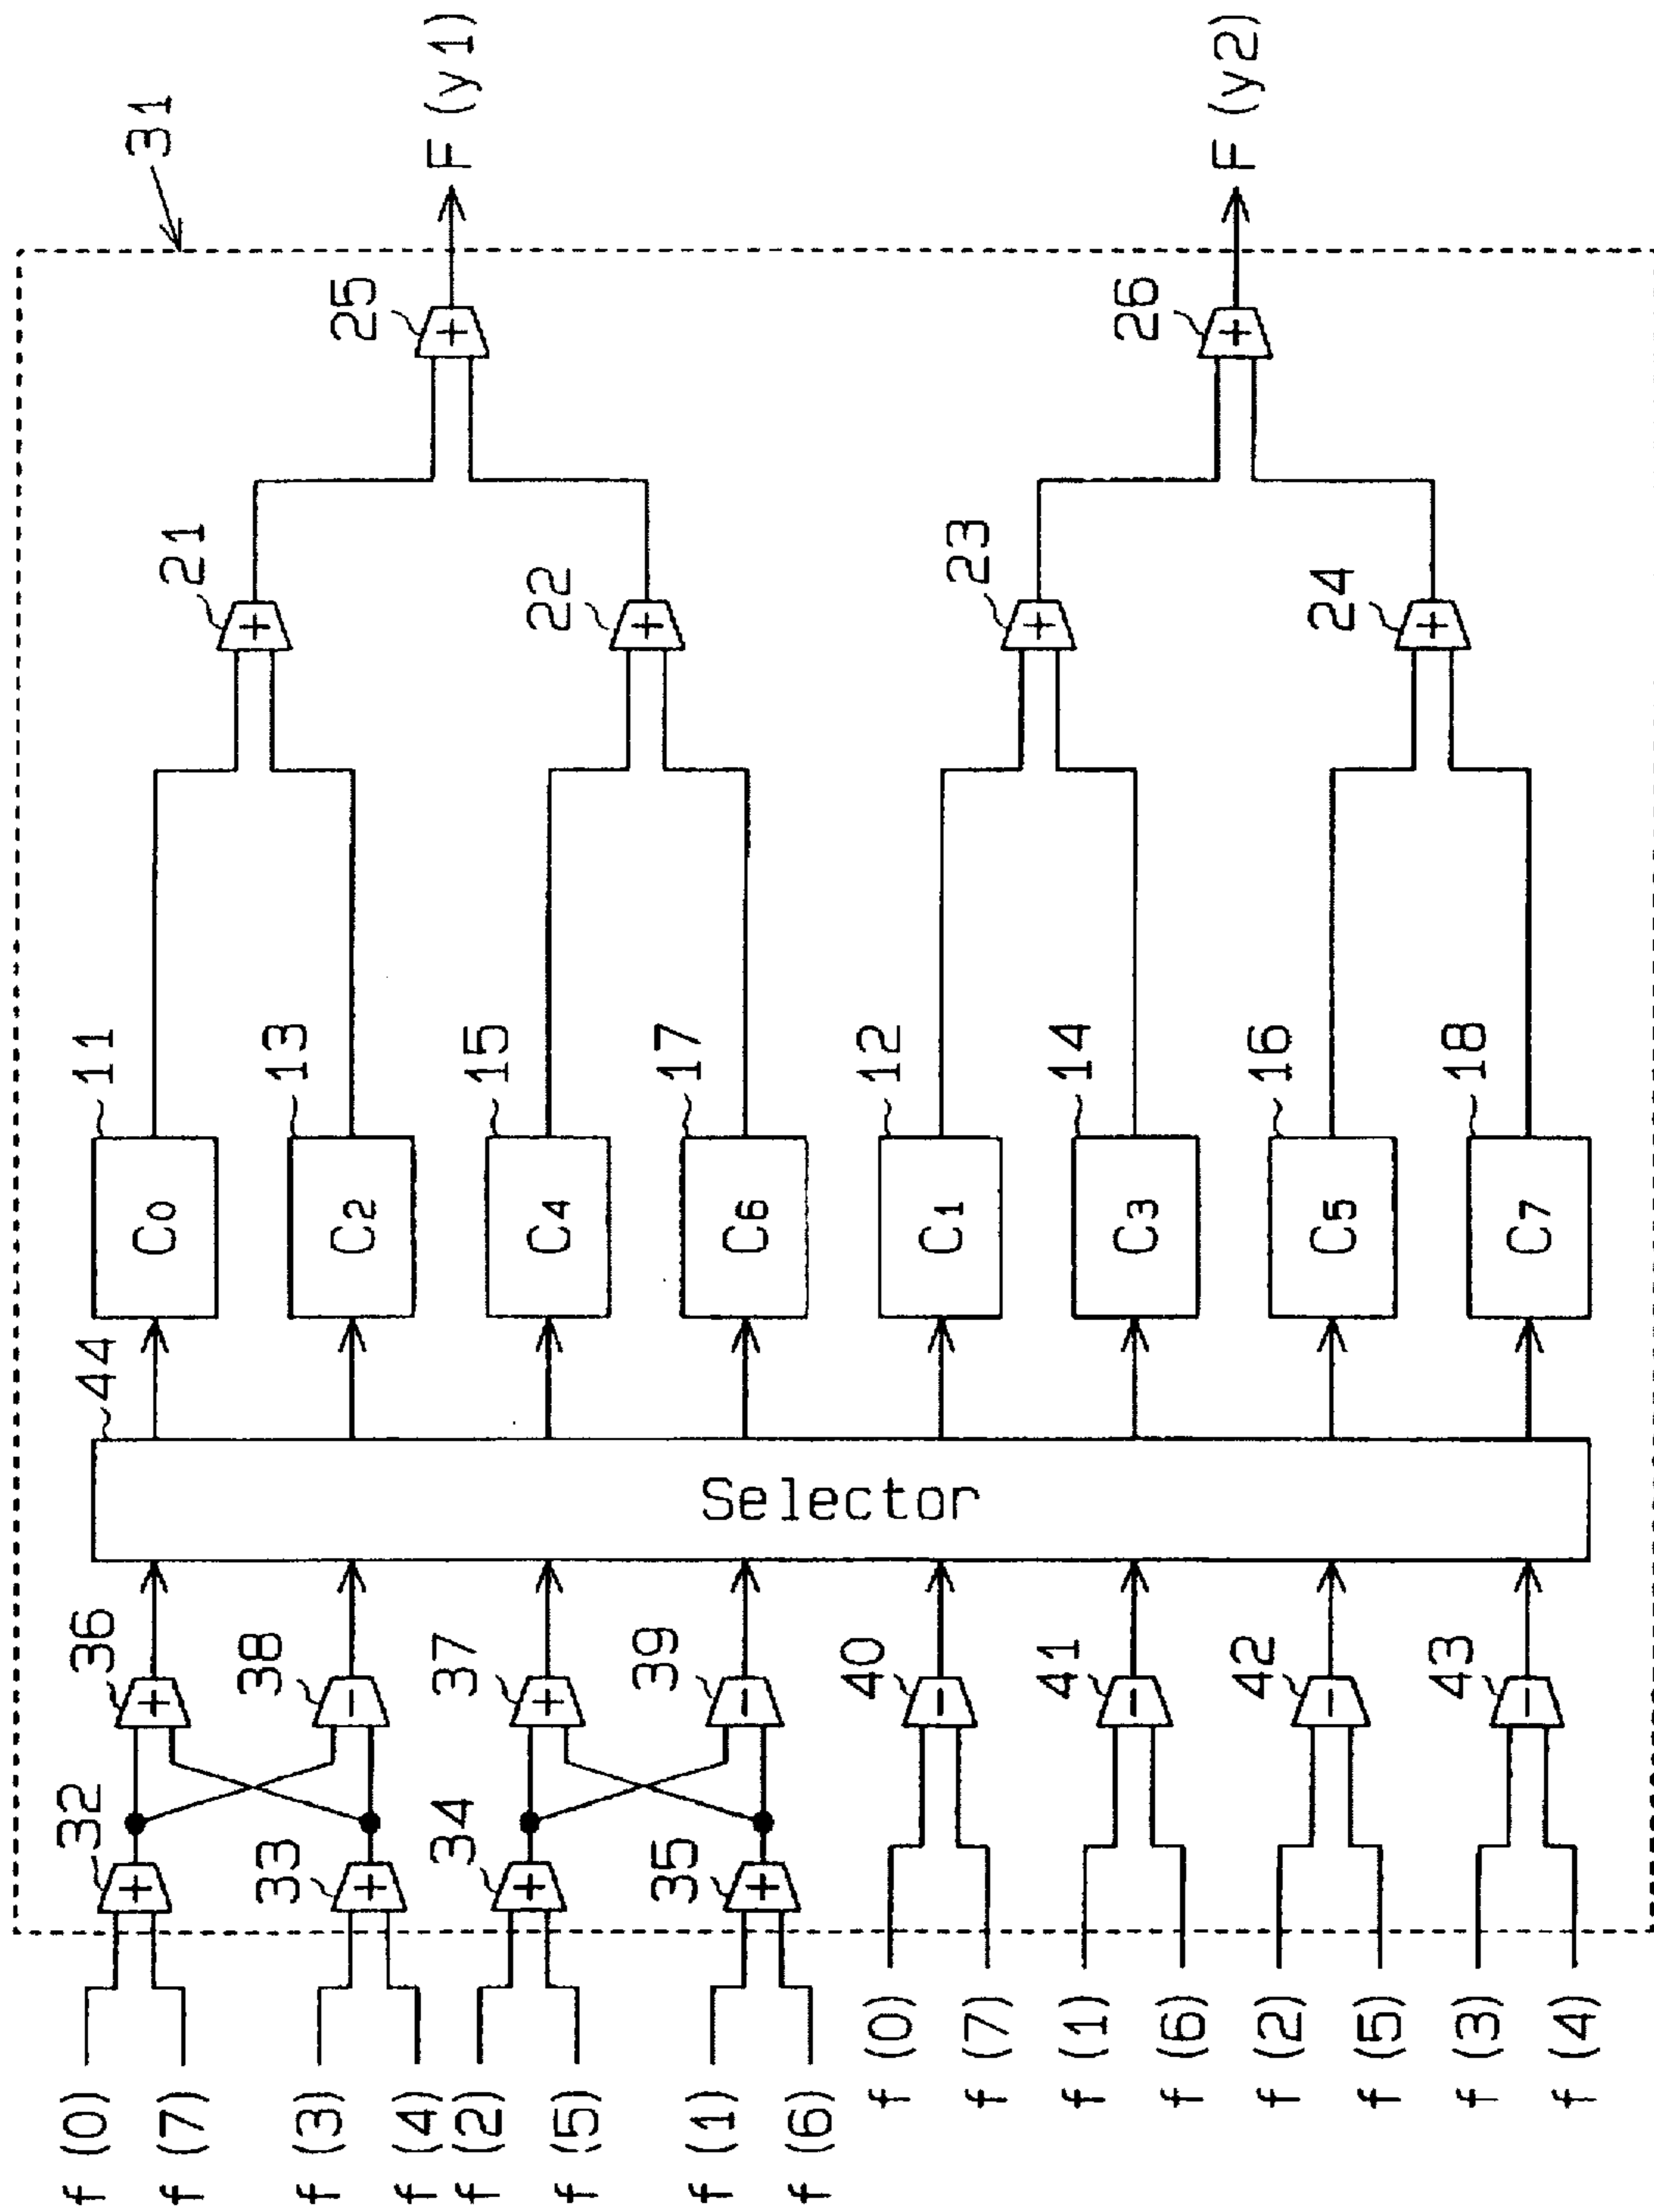 31
f (0)
f (7)
32
36
44
11
C0
21
25
F (y1)
f (3)
f (4)
33
38
13
C2
f (2)
f (5)
34
37
15
C4
22
f (1)
f (6)
35
39
17
C6
Selector
f (0)
f (7)
40
12
C1
23
26
F (y2)
f (1)
f (6)
41
14
C3
f (2)
f (5)
42
16
C5
24
f (3)
f (4)
43
18
C7
+
+
+
+
+
−
+
−
−
−
−
−
+
+
+
+
+
+